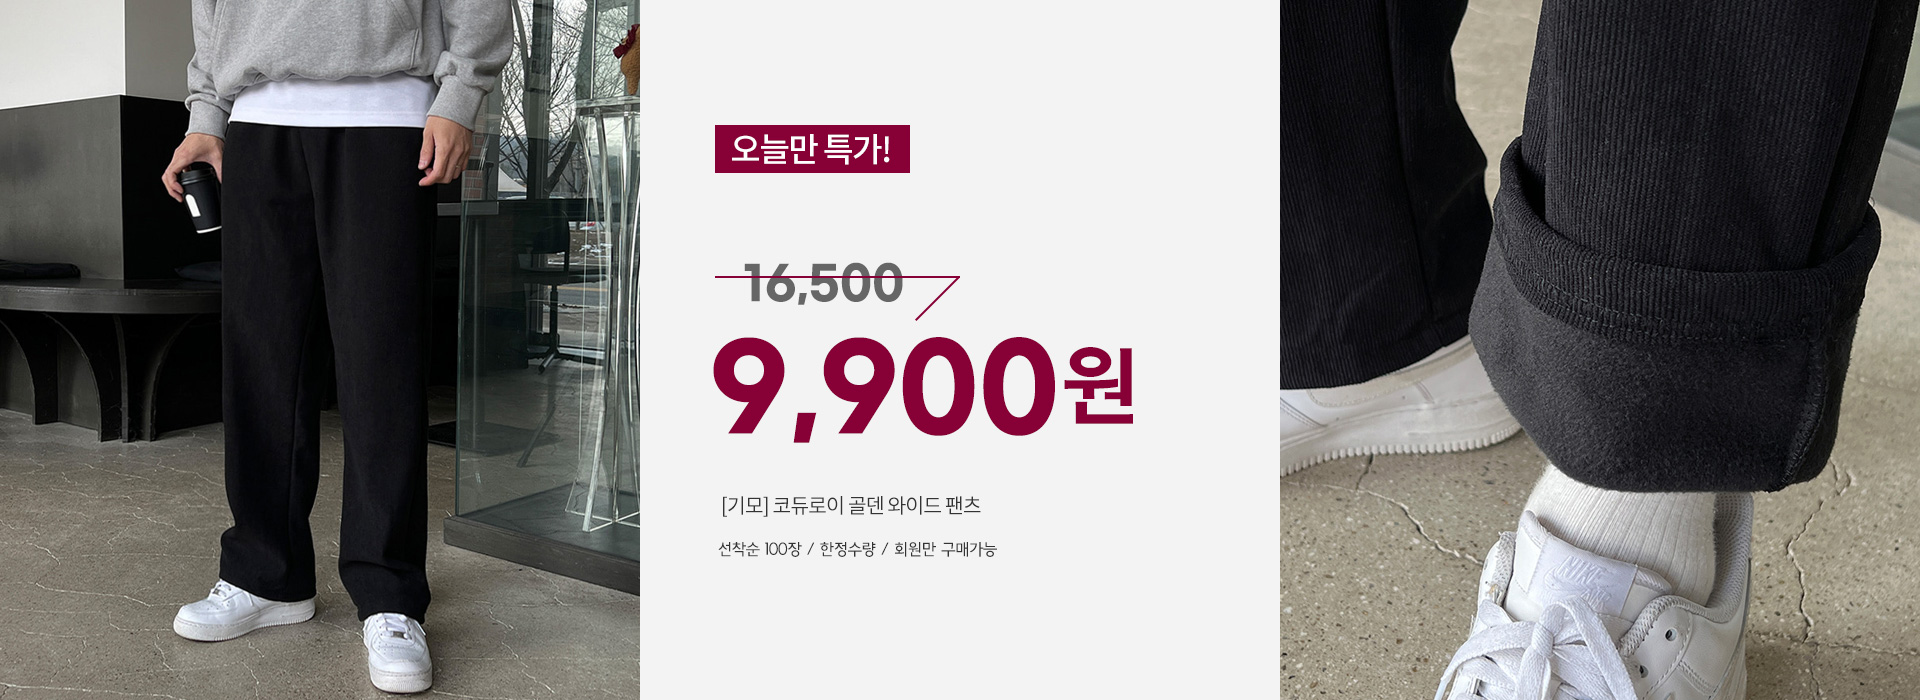 오늘만 특가!
16,500
9,900원
[기모] 코듀로이 골덴 와이드 팬츠
선착순 100장 / 한정수량 / 회원만 구매가능
NIKE